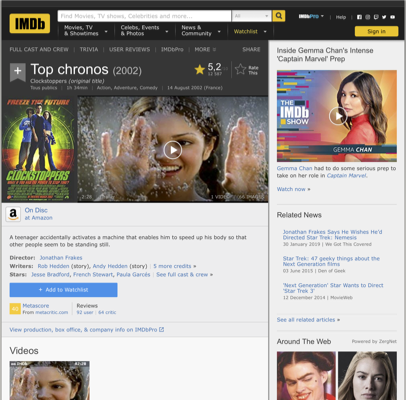 IMDb
Find Movies, TV shows, Celebrities and more...
All
IMDbPro
Help
Movies, TV
& Showtimes
Celebs, Events
& Photos
News &
Community
Watchlist
Sign in
FULL CAST AND CREW | TRIVIA | USER REVIEWS | IMDbPro | MORE
SHARE
Top chronos (2002)
Clockstoppers (original title)
Tous publics | 1h 34min | Action, Adventure, Comedy | 14 August 2002 (France)
5,2
Rate
This
FREEZE THE FUTURE
CLOCKSTOPPERS
2:28
On Disc
at Amazon
A teenager accidentally activates a machine that enables him to speed up his body so that
other people seem to be standing still.
Director: Jonathan Frakes
Writers: Rob Hedden (story), Andy Hedden (story) | 5 more credits »
Stars: Jesse Bradford, French Stewart, Paula Garcés | See full cast & crew »
+ Add to Watchlist
Metascore
From metacritic.com
Reviews
92 user | 64 critic
View production, box office, & company info on IMDbPro
Videos
Inside Gemma Chan's Intense
'Captain Marvel' Prep
THE
IMDb
SHOW
GEMMA CHAN
Gemma Chan had to do some serious prep to
take on her role in Captain Marvel.
Watch now »
Related News
Jonathan Frakes Says He Wishes He'd
Directed Star Trek: Nemesis
30 January 2019 | We Got This Covered
Star Trek: 47 geeky things about the
Next Generation films
03 June 2015 | Den of Geek
'Next Generation' Star Wants to Direct
'Star Trek 3'
12 December 2014 | MovieWeb
See all related articles »
Around The Web
Powered by ZergNet